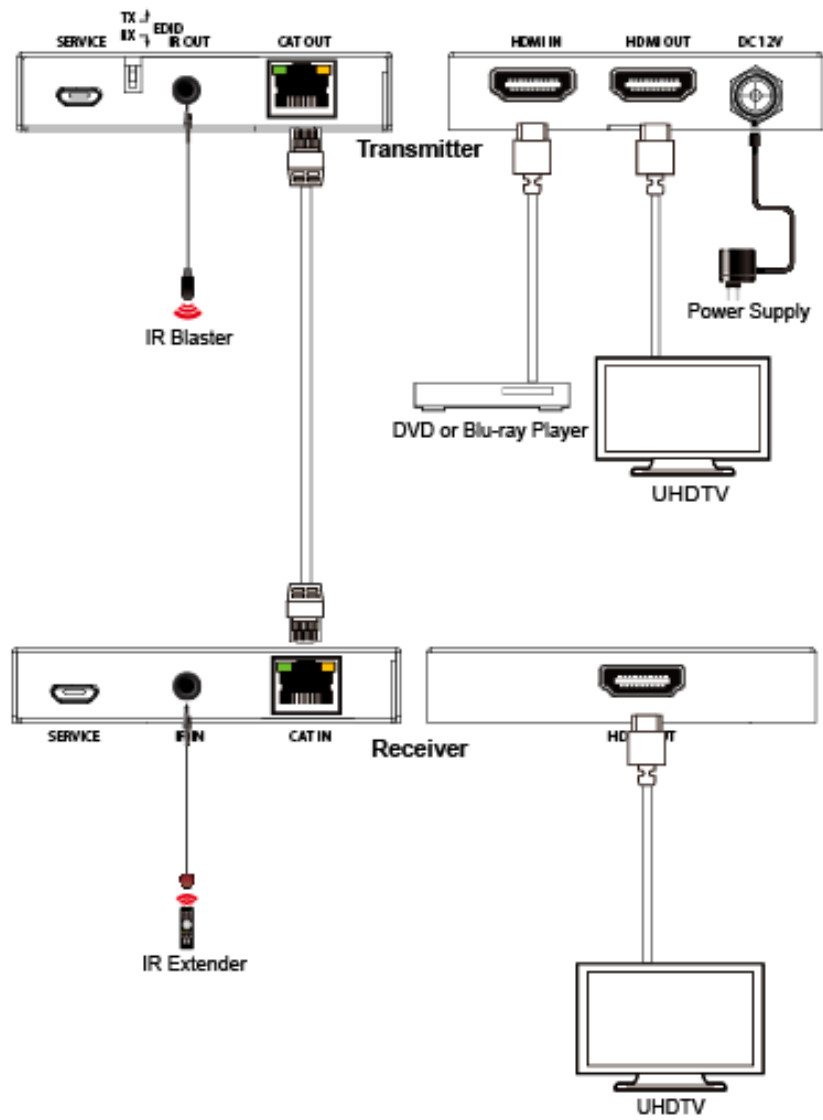 TX
RX
EDID
SERVICE
IR OUT
CAT OUT
HDMI IN
HDMI OUT
DC 12V
Transmitter
IR Blaster
Power Supply
DVD or Blu-ray Player
UHDTV
SERVICE
CAT IN
Receiver
IR Extender
UHDTV